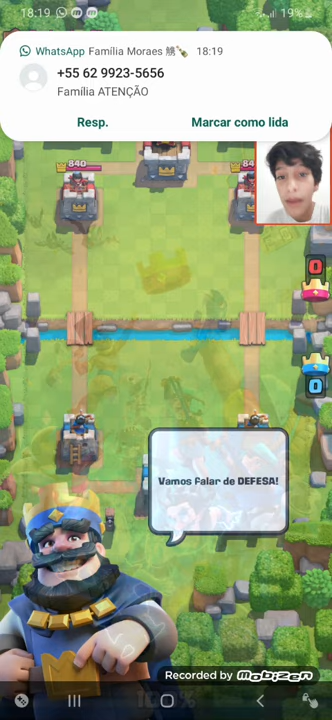 18:19
19%
WhatsApp Família Moraes 18:19
+55 62 9923-5656
Família ATENÇÃO
Resp. Marcar como lida
840
0
0
Vamos falar de DEFESA!
Recorded by mobizen
100%